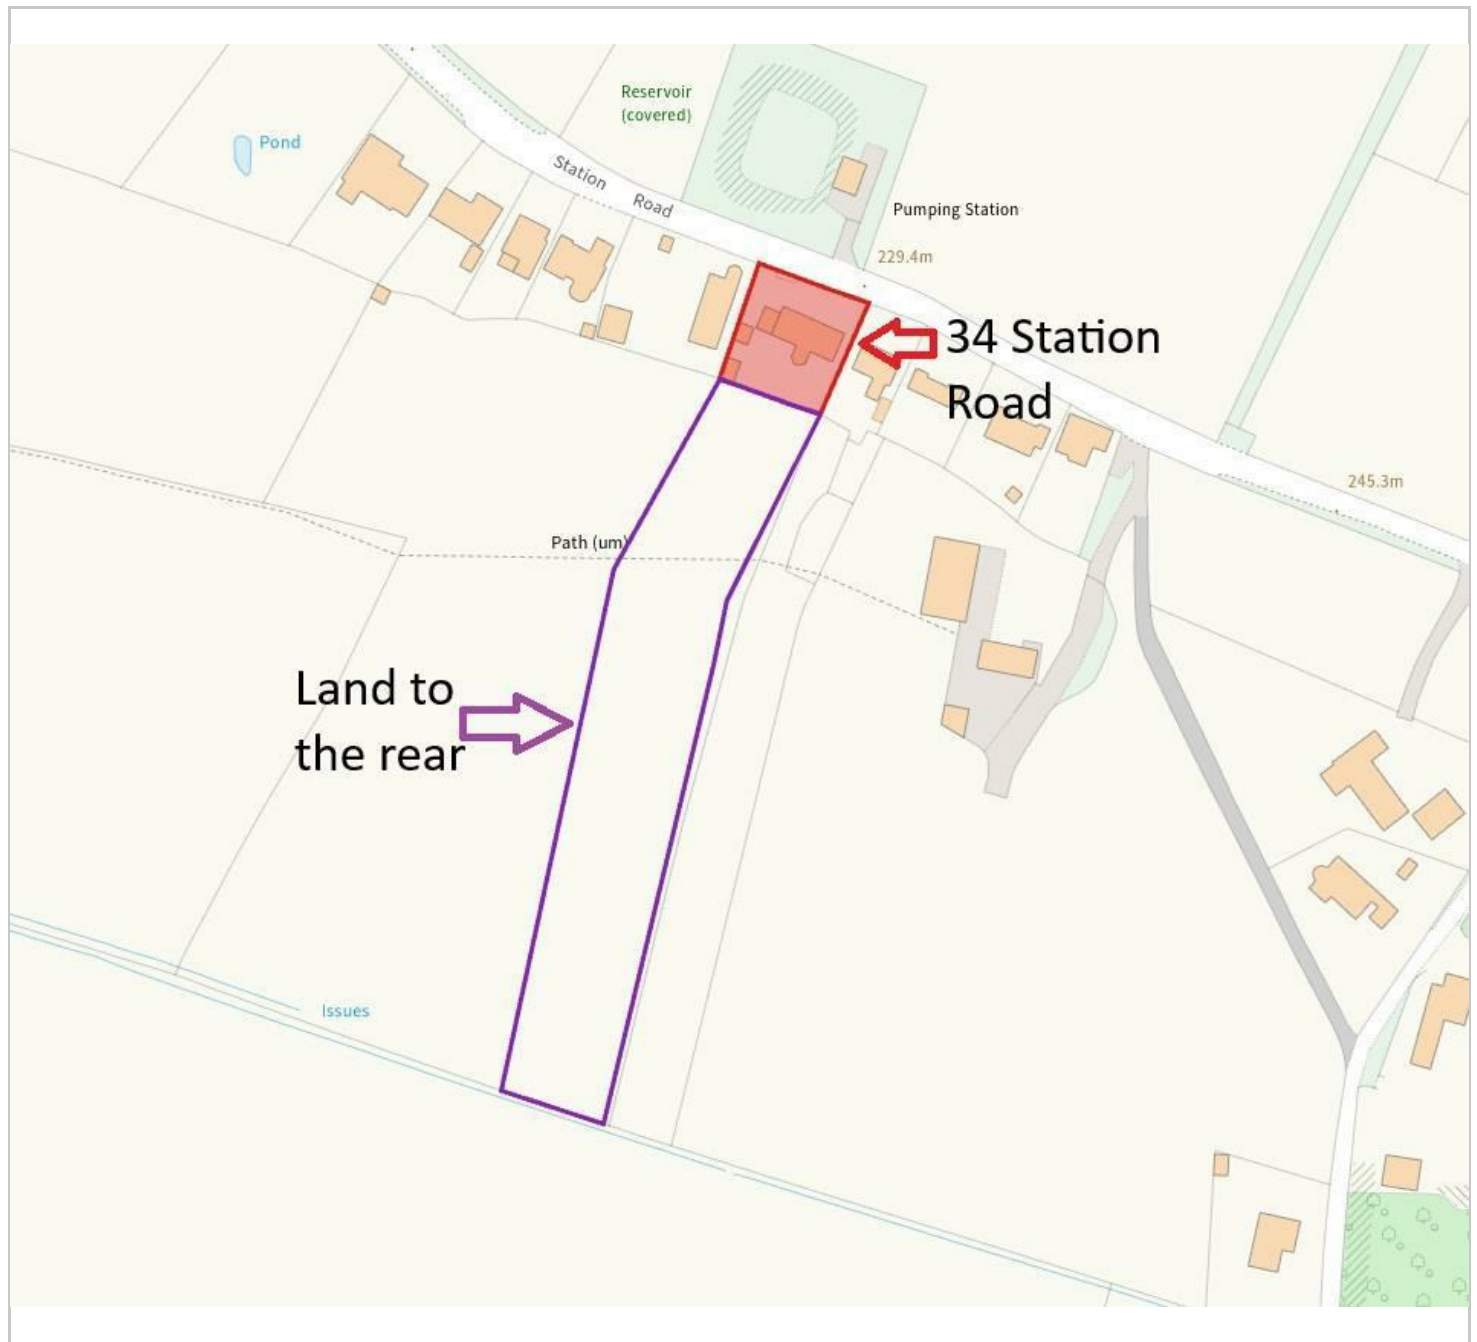 Reservoir
(covered)
Pond
Station Road
Pumping Station
229.4m
34 Station
Road
245.3m
Path (um)
Land to
the rear
Issues